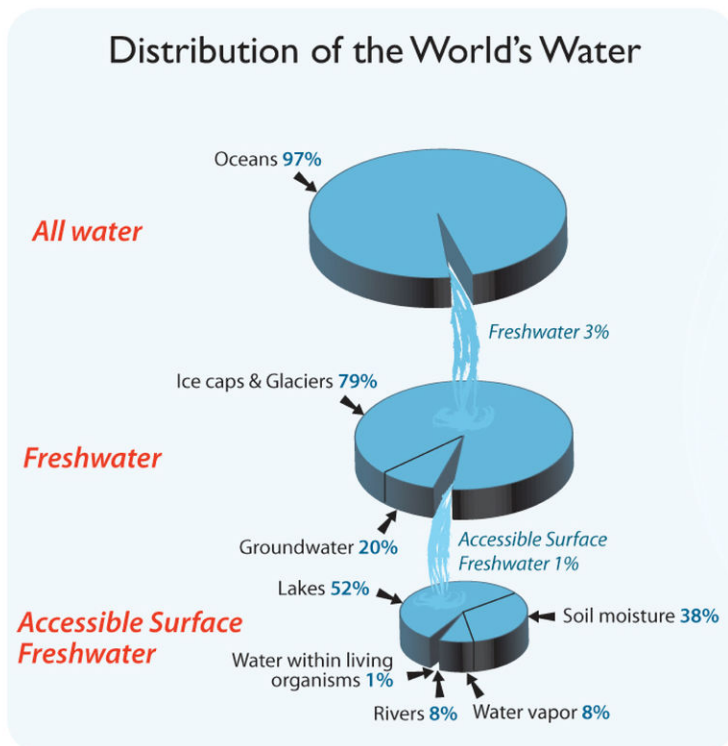 Distribution of the World's Water
Oceans 97%
All water
Freshwater 3%
Ice caps & Glaciers 79%
Freshwater
Groundwater 20%
Accessible Surface
Freshwater 1%
Lakes 52%
Soil moisture 38%
Accessible Surface
Freshwater
Water within living
organisms 1%
Rivers 8%
Water vapor 8%